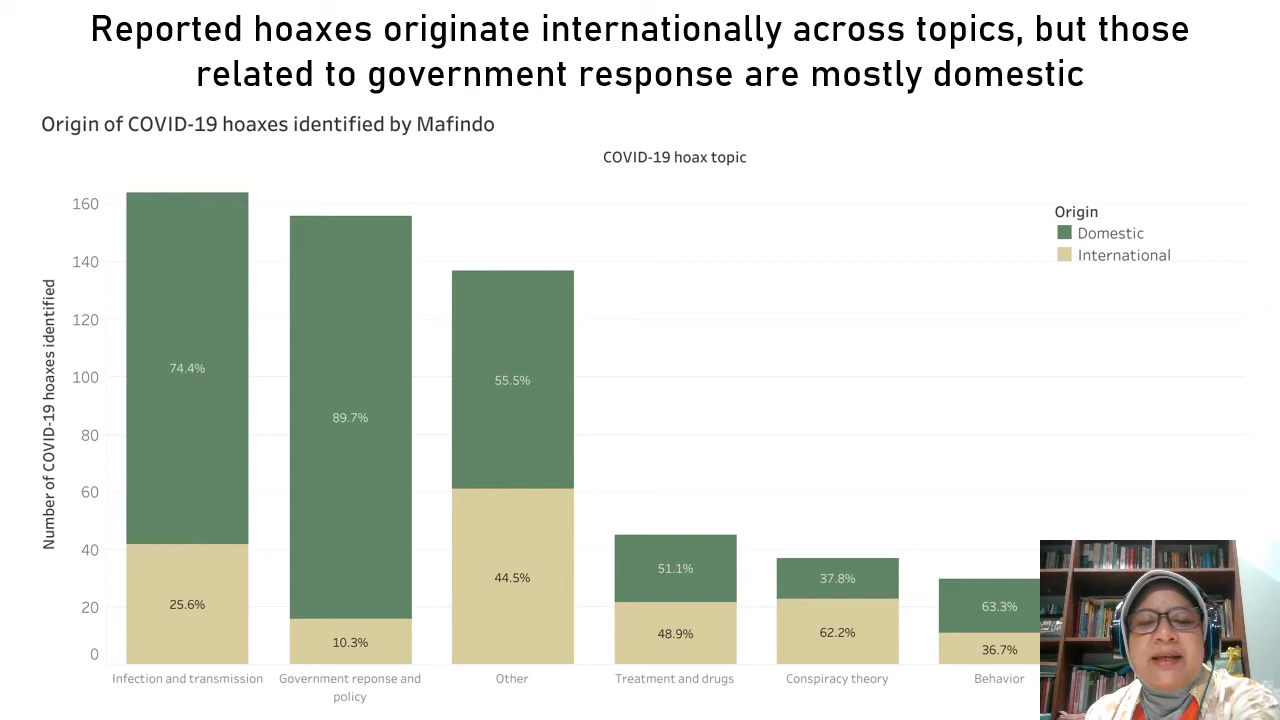 Reported hoaxes originate internationally across topics, but those
related to government response are mostly domestic
Origin of COVID-19 hoaxes identified by Mafindo
COVID-19 hoax topic
Number of COVID-19 hoaxes identified
160
140
120
100
80
60
40
20
0
Origin
Domestic
International
74.4%
25.6%
89.7%
10.3%
55.5%
44.5%
51.1%
48.9%
37.8%
62.2%
63.3%
36.7%
Infection and transmission
Government reponse and
policy
Other
Treatment and drugs
Conspiracy theory
Behavior